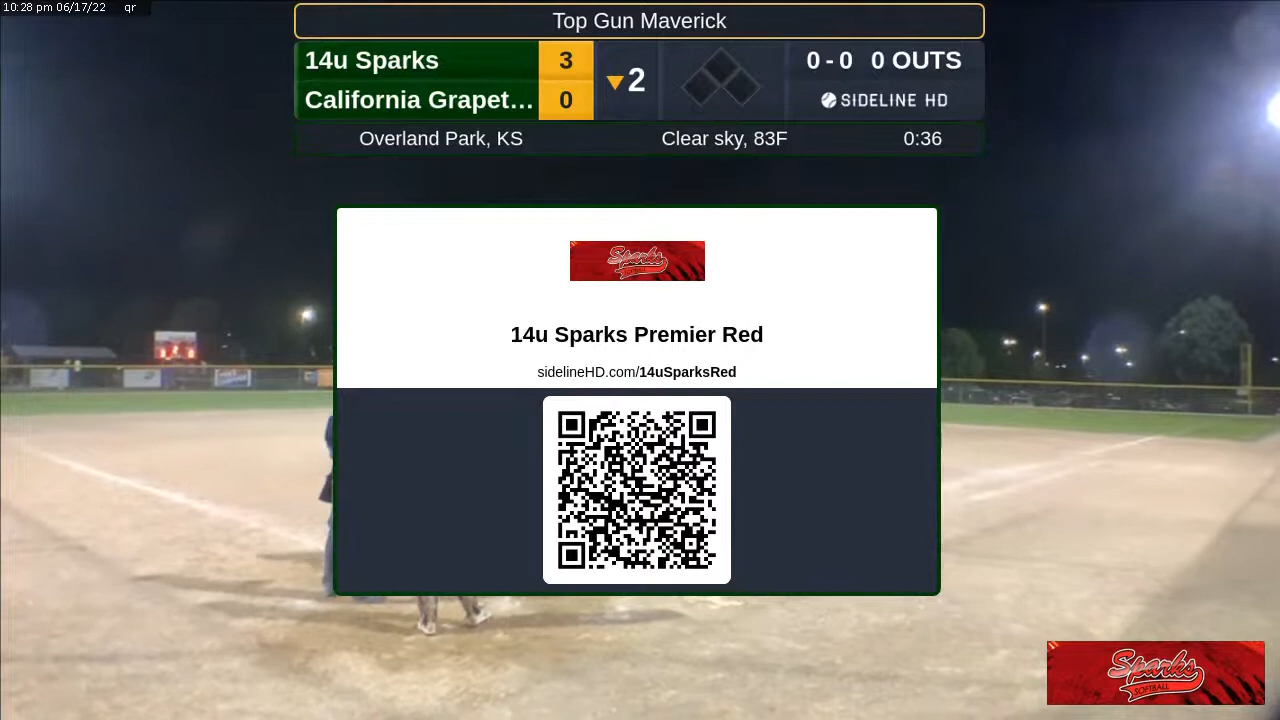 10:28 pm 06/17/22 qr
Top Gun Maverick
14u Sparks 3
California Grapet... 0
▼2
0 - 0 0 OUTS
SIDELINE HD
Overland Park, KS Clear sky, 83F 0:36
Sparks
14u Sparks Premier Red
sidelineHD.com/14uSparksRed
Sparks
SOFTBALL